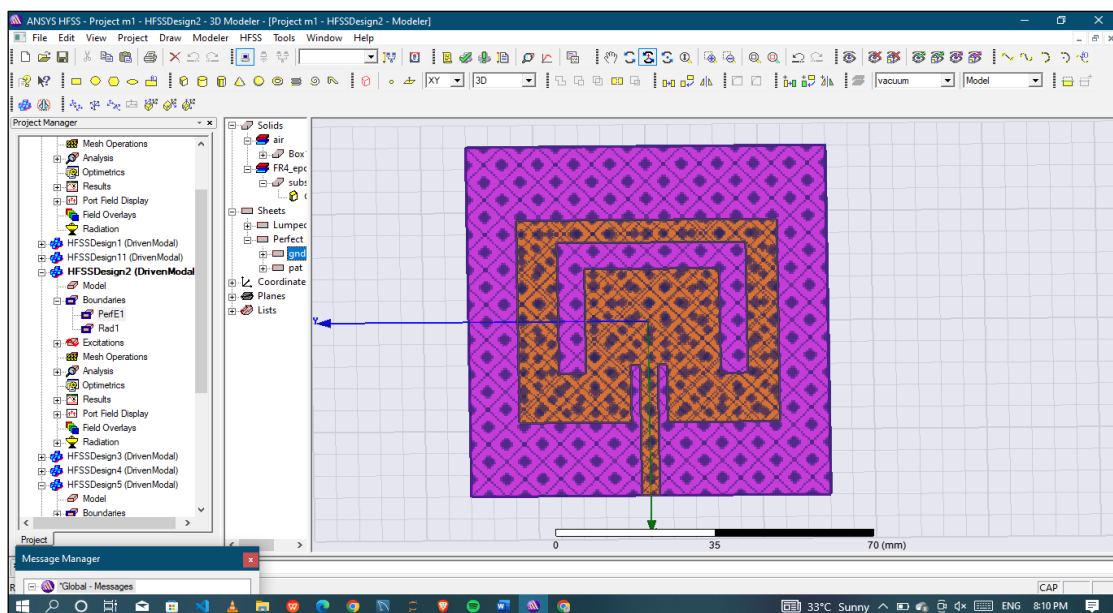 ANSYS HFSS - Project m1 - HFSSDesign2 - 3D Modeler - [Project m1 - HFSSDesign2 - Modeler]
File Edit View Project Draw Modeler HFSS Tools Window Help
XY 3D vacuum Model
Project Manager
Mesh Operations
Analysis
Optimetrics
Results
Port Field Display
Field Overlays
Radiation
HFSSDesign1 (DrivenModal)
HFSSDesign11 (DrivenModal)
HFSSDesign2 (DrivenModal
Model
Boundaries
PerfE1
Rad1
Excitations
Mesh Operations
Analysis
Optimetrics
Results
Port Field Display
Field Overlays
Radiation
HFSSDesign3 (DrivenModal)
HFSSDesign4 (DrivenModal)
HFSSDesign5 (DrivenModal)
Model
Boundaries
Project
Solids
air
Box
FR4_epo
subs
Sheets
Lumped
Perfect
gnd
pat
Coordinate
Planes
Lists
Y
0 35 70 (mm)
Message Manager
*Global - Messages
CAP
33°C Sunny ENG 8:10 PM